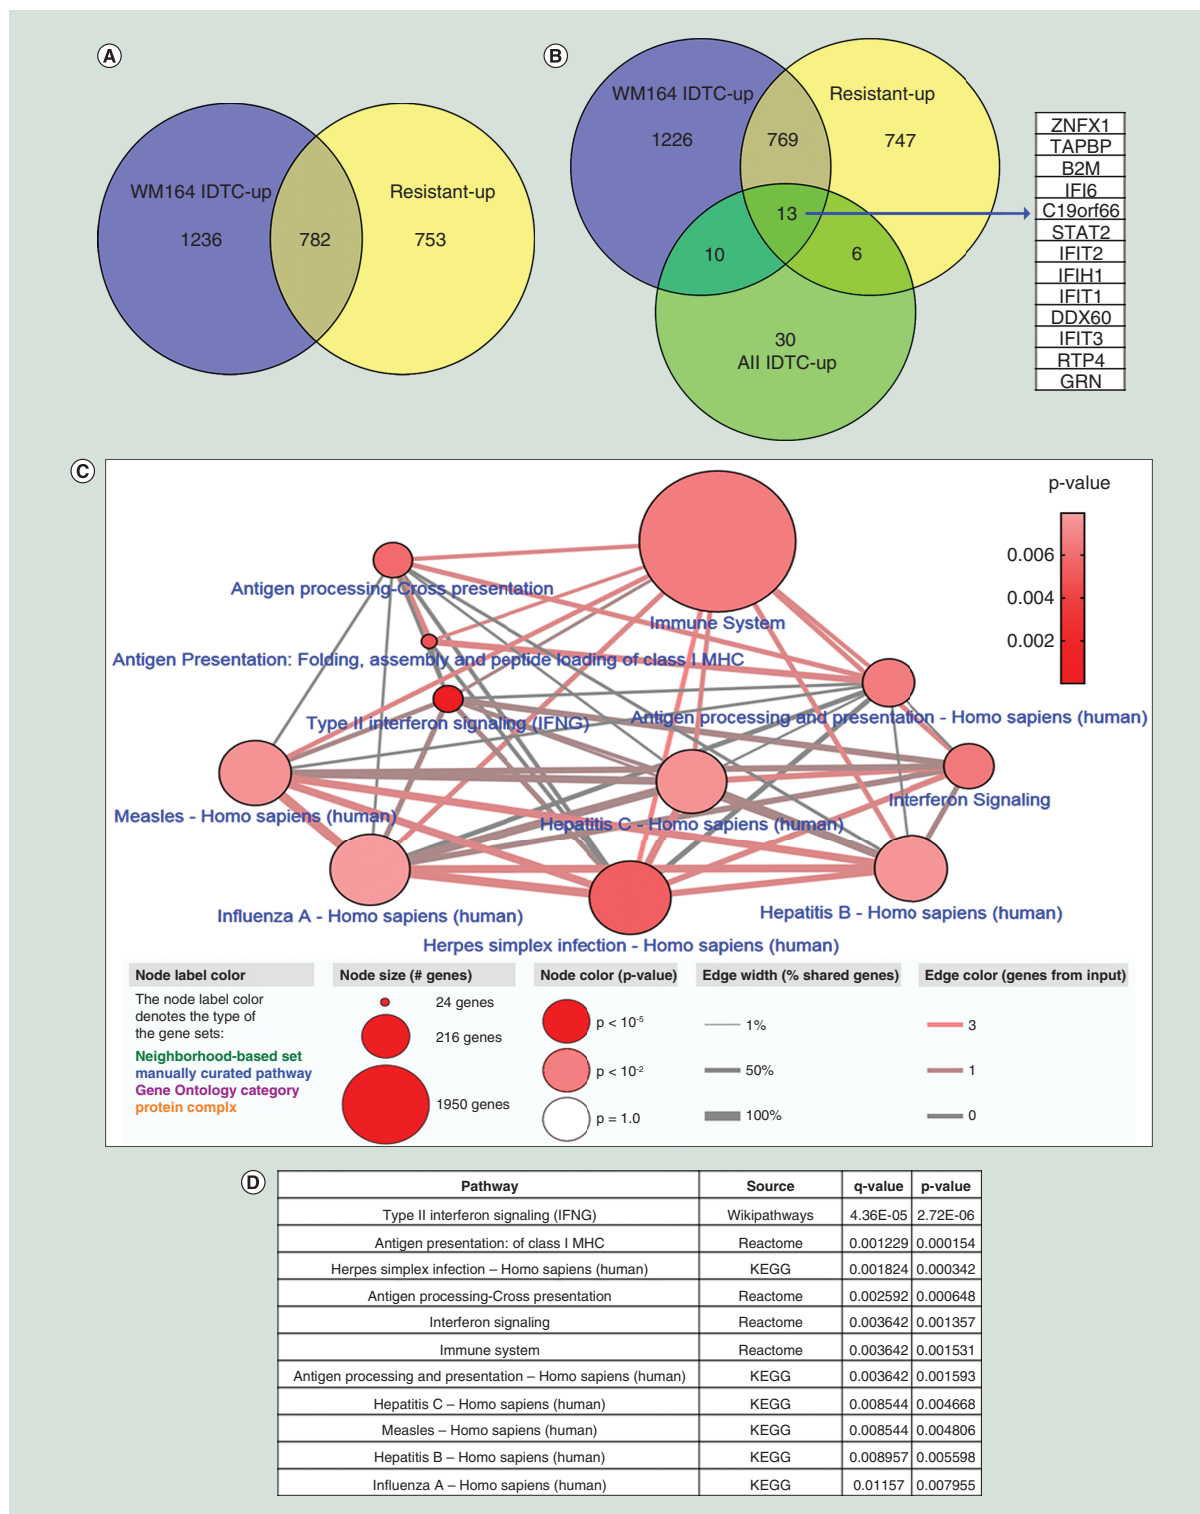 A
WM164 IDTC-up
Resistant-up
1236
782
753
B
WM164 IDTC-up
Resistant-up
1226
769
747
13
10
6
30
All IDTC-up
ZNFX1
TAPBP
B2M
IFI6
C19orf66
STAT2
IFIT2
IFIH1
IFIT1
DDX60
IFIT3
RTP4
GRN
C
p-value
0.006
0.004
0.002
Antigen processing-Cross presentation
Immune System
Antigen Presentation: Folding, assembly and peptide loading of class I MHC
Type II interferon signaling (IFNG)
Antigen processing and presentation - Homo sapiens (human)
Measles - Homo sapiens (human)
Interferon Signaling
Hepatitis C - Homo sapiens (human)
Influenza A - Homo sapiens (human)
Hepatitis B - Homo sapiens (human)
Herpes simplex infection - Homo sapiens (human)
Node label color
The node label color
denotes the type of
the gene sets:
Neighborhood-based set
manually curated pathway
Gene Ontology category
protein complx
Node size (# genes)
24 genes
216 genes
1950 genes
Node color (p-value)
p < 10-5
p < 10-2
p = 1.0
Edge width (% shared genes)
1%
50%
100%
Edge color (genes from input)
3
1
0
D
Pathway Source q-value p-value
Type II interferon signaling (IFNG) Wikipathways 4.36E-05 2.72E-06
Antigen presentation: of class I MHC Reactome 0.001229 0.000154
Herpes simplex infection – Homo sapiens (human) KEGG 0.001824 0.000342
Antigen processing-Cross presentation Reactome 0.002592 0.000648
Interferon signaling Reactome 0.003642 0.001357
Immune system Reactome 0.003642 0.001531
Antigen processing and presentation – Homo sapiens (human) KEGG 0.003642 0.001593
Hepatitis C – Homo sapiens (human) KEGG 0.008544 0.004668
Measles – Homo sapiens (human) KEGG 0.008544 0.004806
Hepatitis B – Homo sapiens (human) KEGG 0.008957 0.005598
Influenza A – Homo sapiens (human) KEGG 0.01157 0.007955